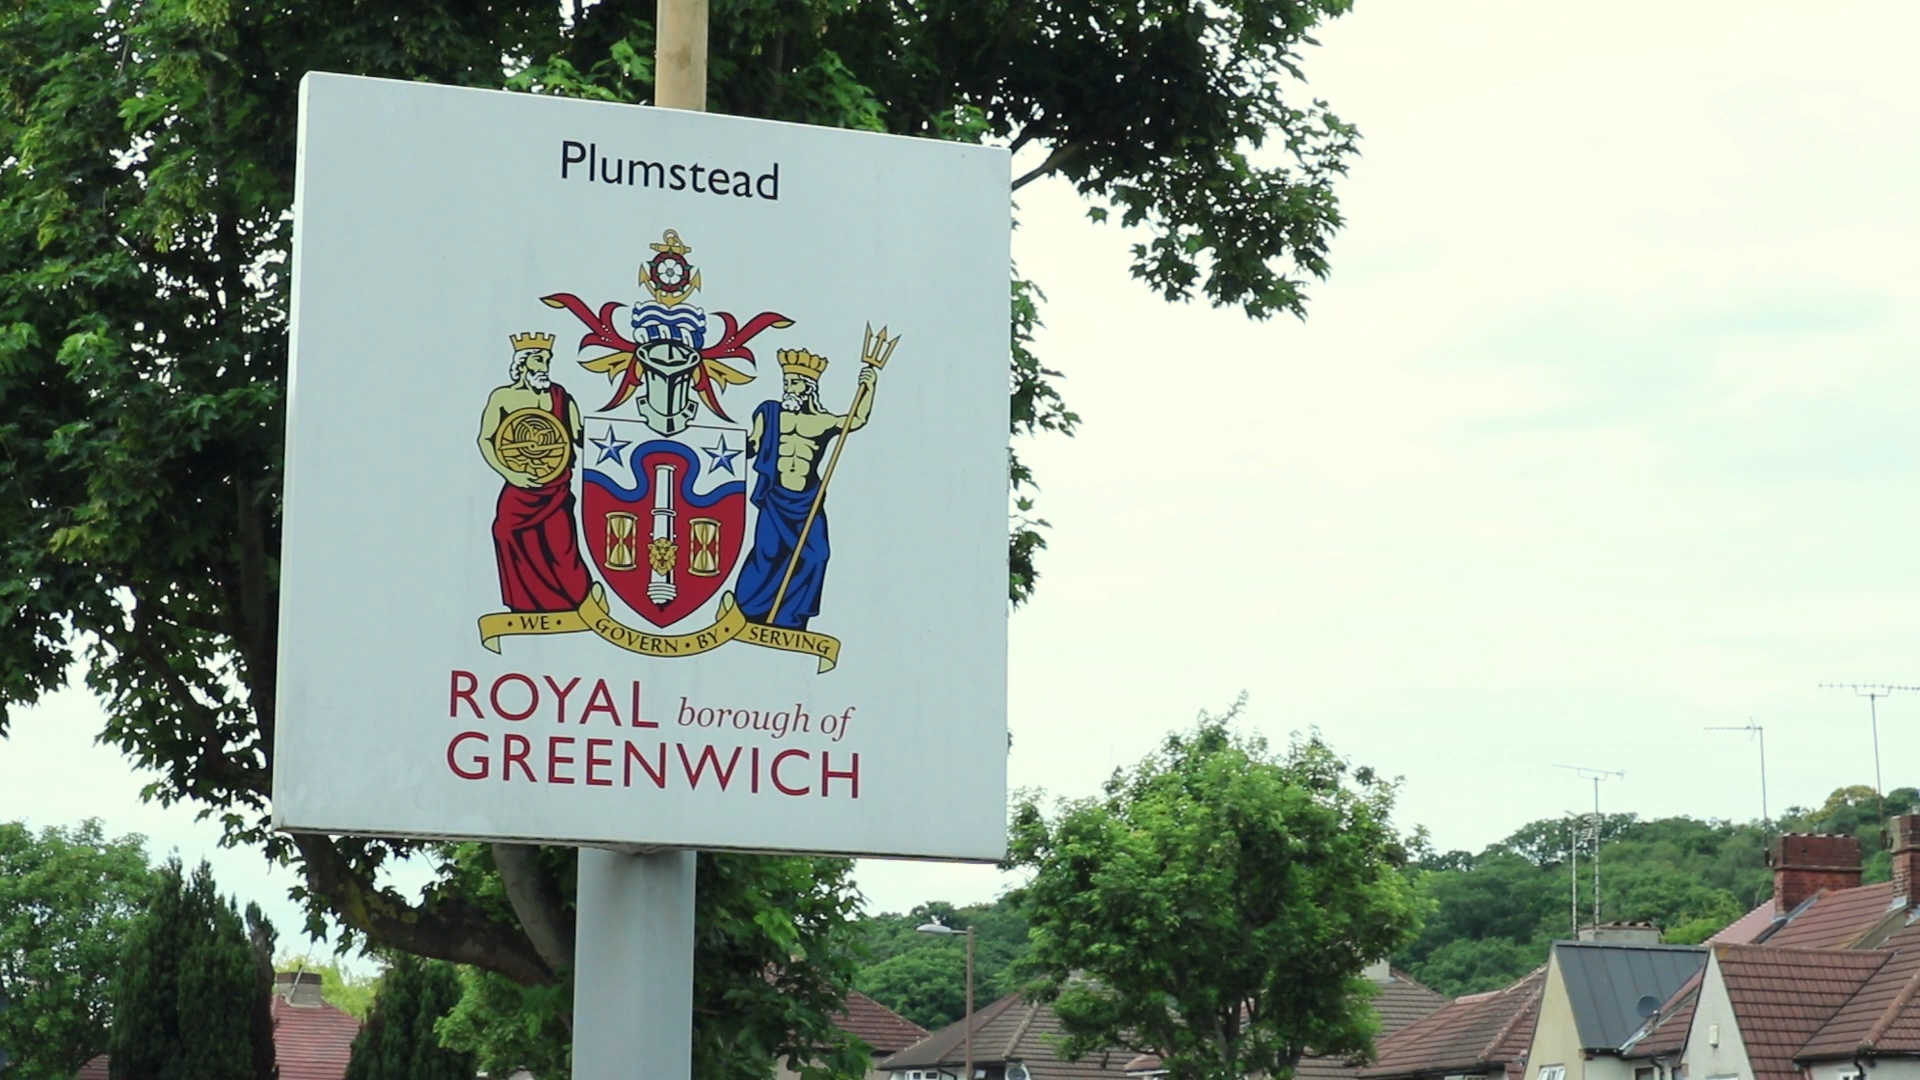 Plumstead
· WE · GOVERN · BY · SERVING
ROYAL borough of
GREENWICH